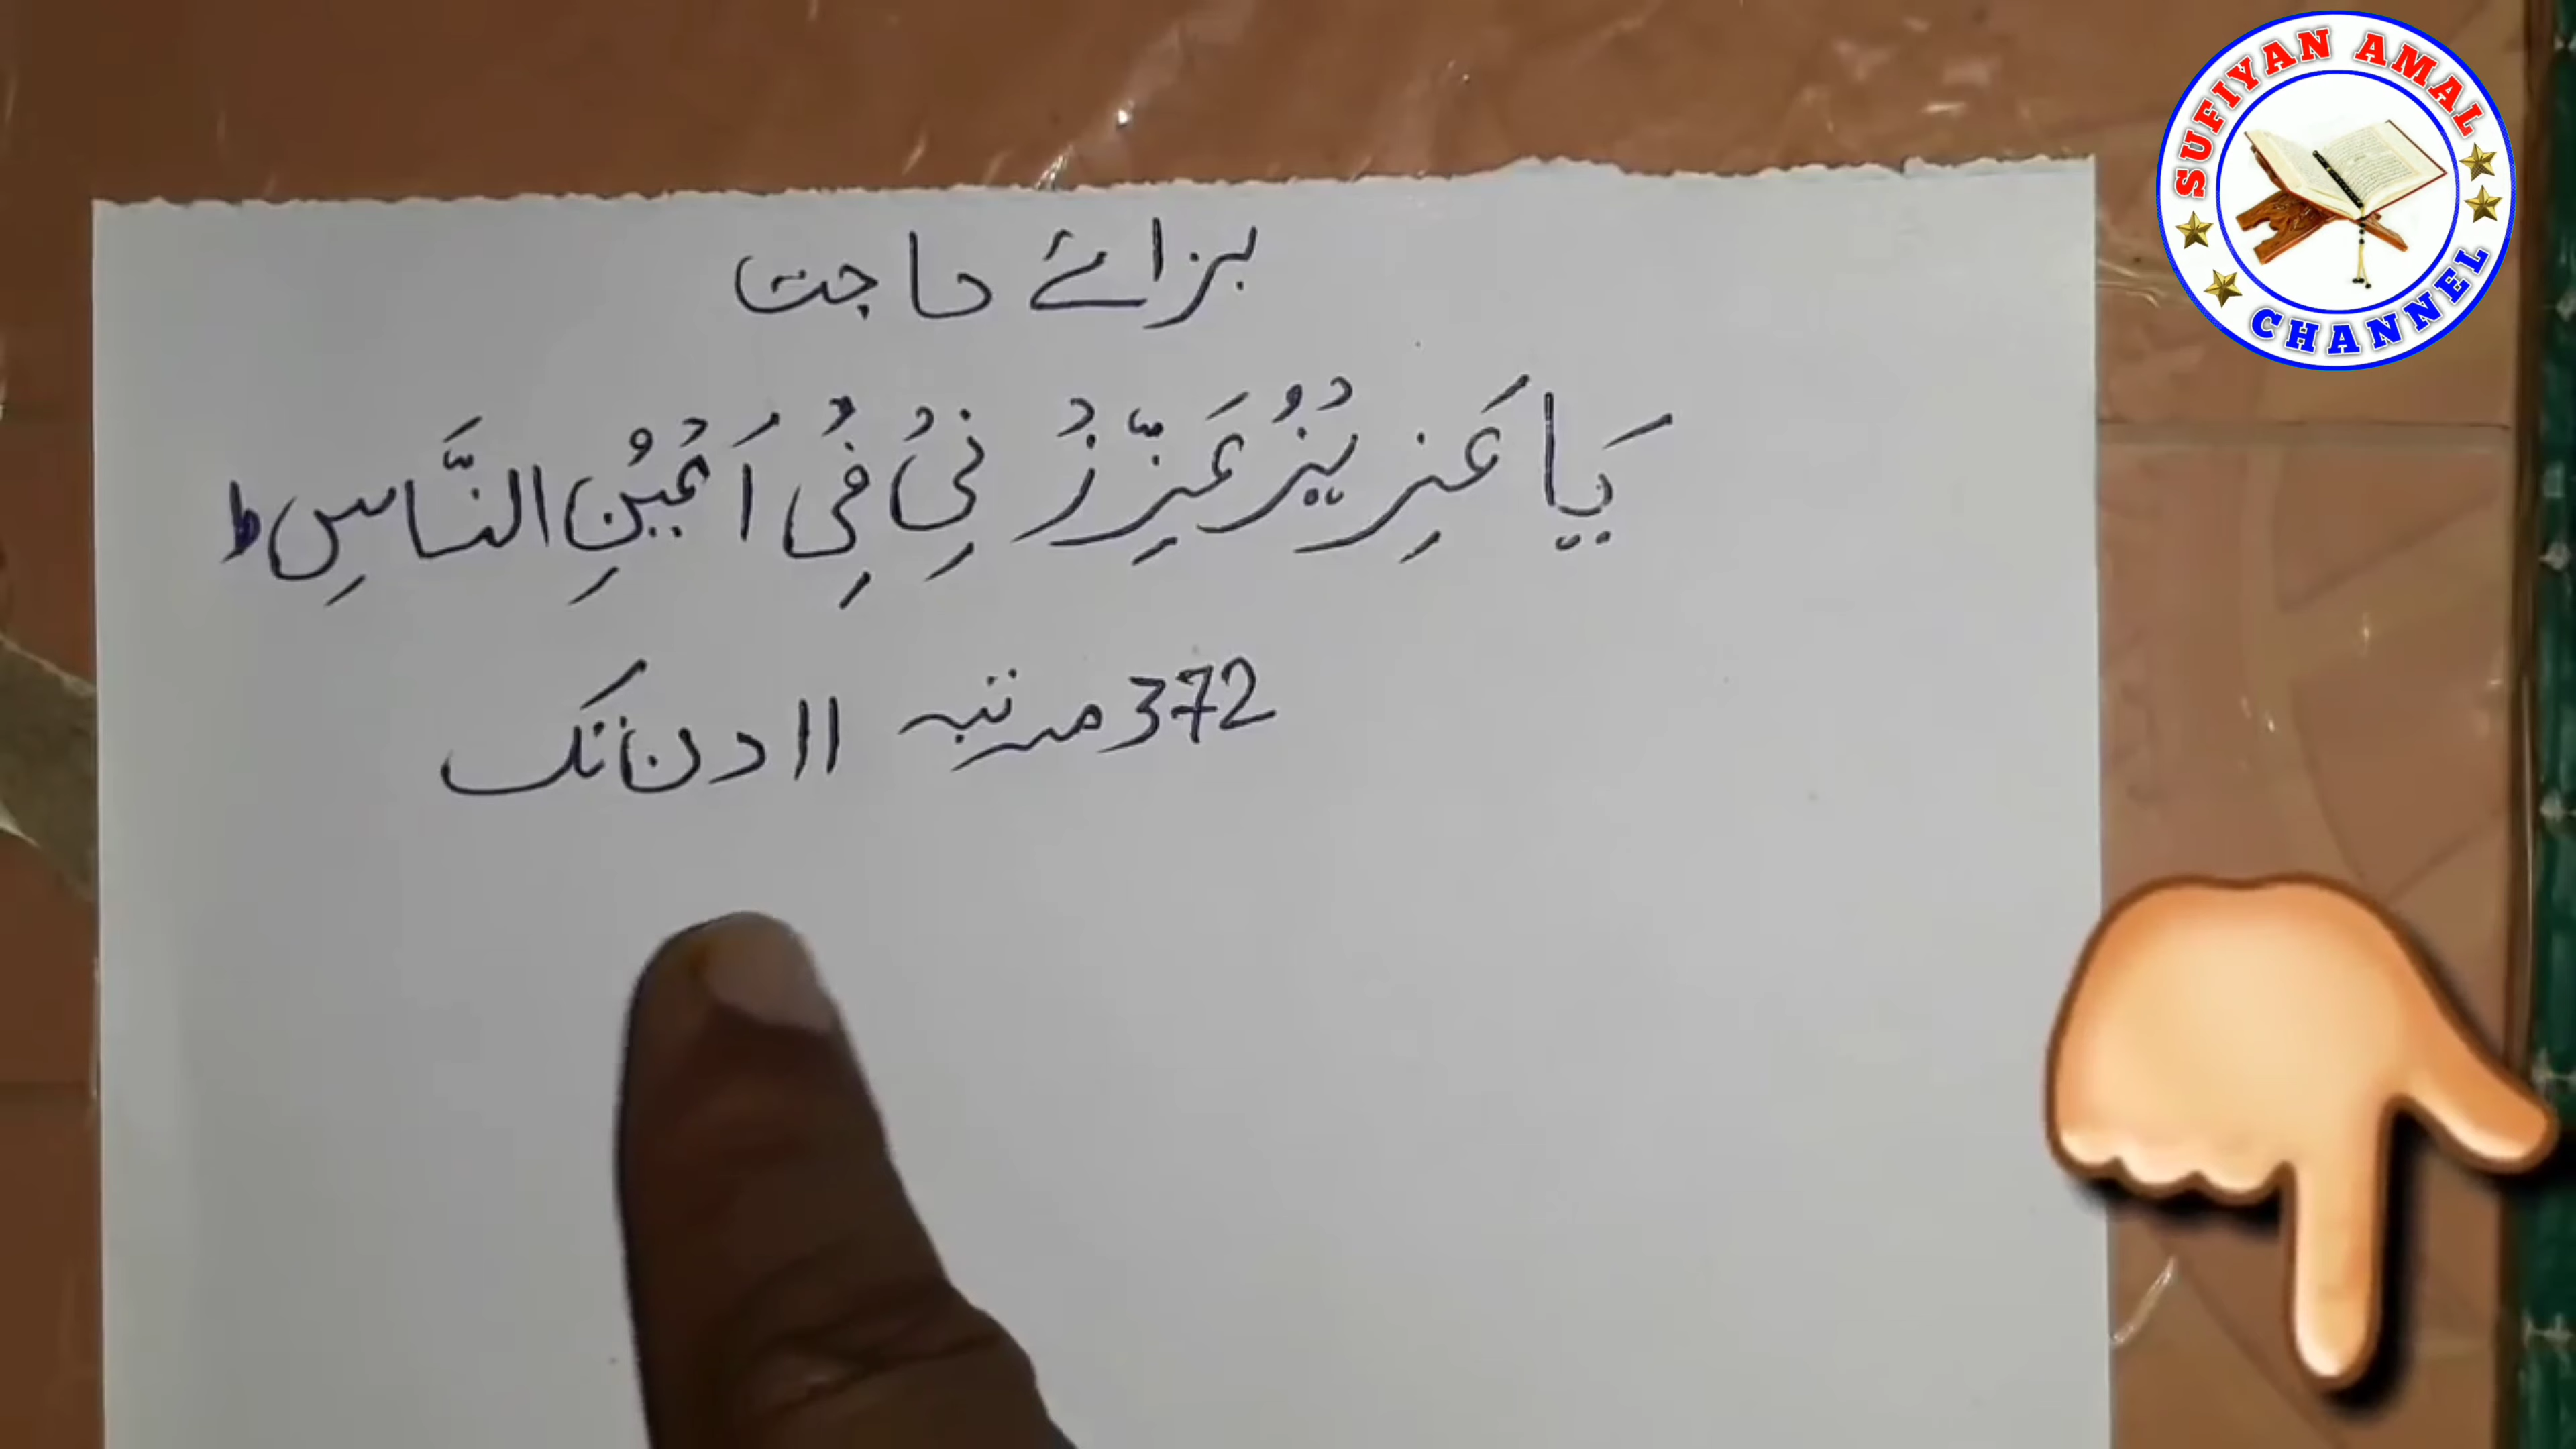 SUFIYAN AMAL
CHANNEL
برائے حاجت
یَا عَزِیْزُ عَزِّزْ نِیْ فِیْ اَعْیُنِ النَّاسِ ط
372 مرتبہ 11 دن تک